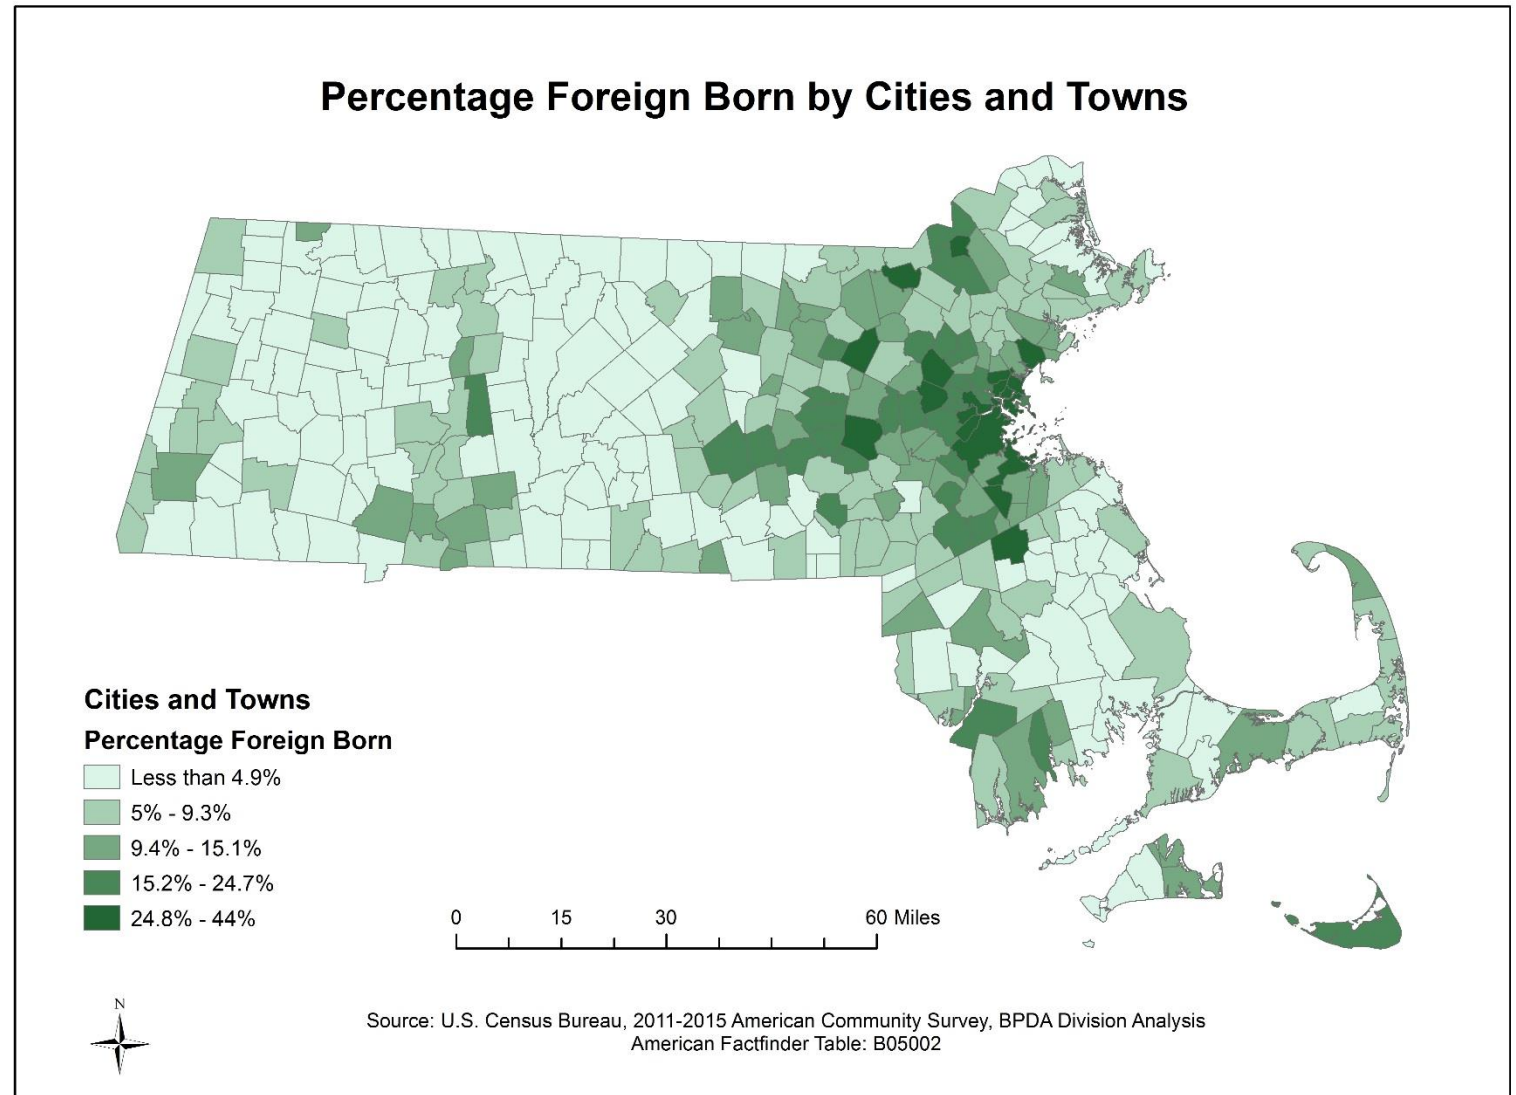 Percentage Foreign Born by Cities and Towns
Cities and Towns
Percentage Foreign Born
Less than 4.9%
5% - 9.3%
9.4% - 15.1%
15.2% - 24.7%
24.8% - 44%
0 15 30 60 Miles
N
Source: U.S. Census Bureau, 2011-2015 American Community Survey, BPDA Division Analysis
American Factfinder Table: B05002